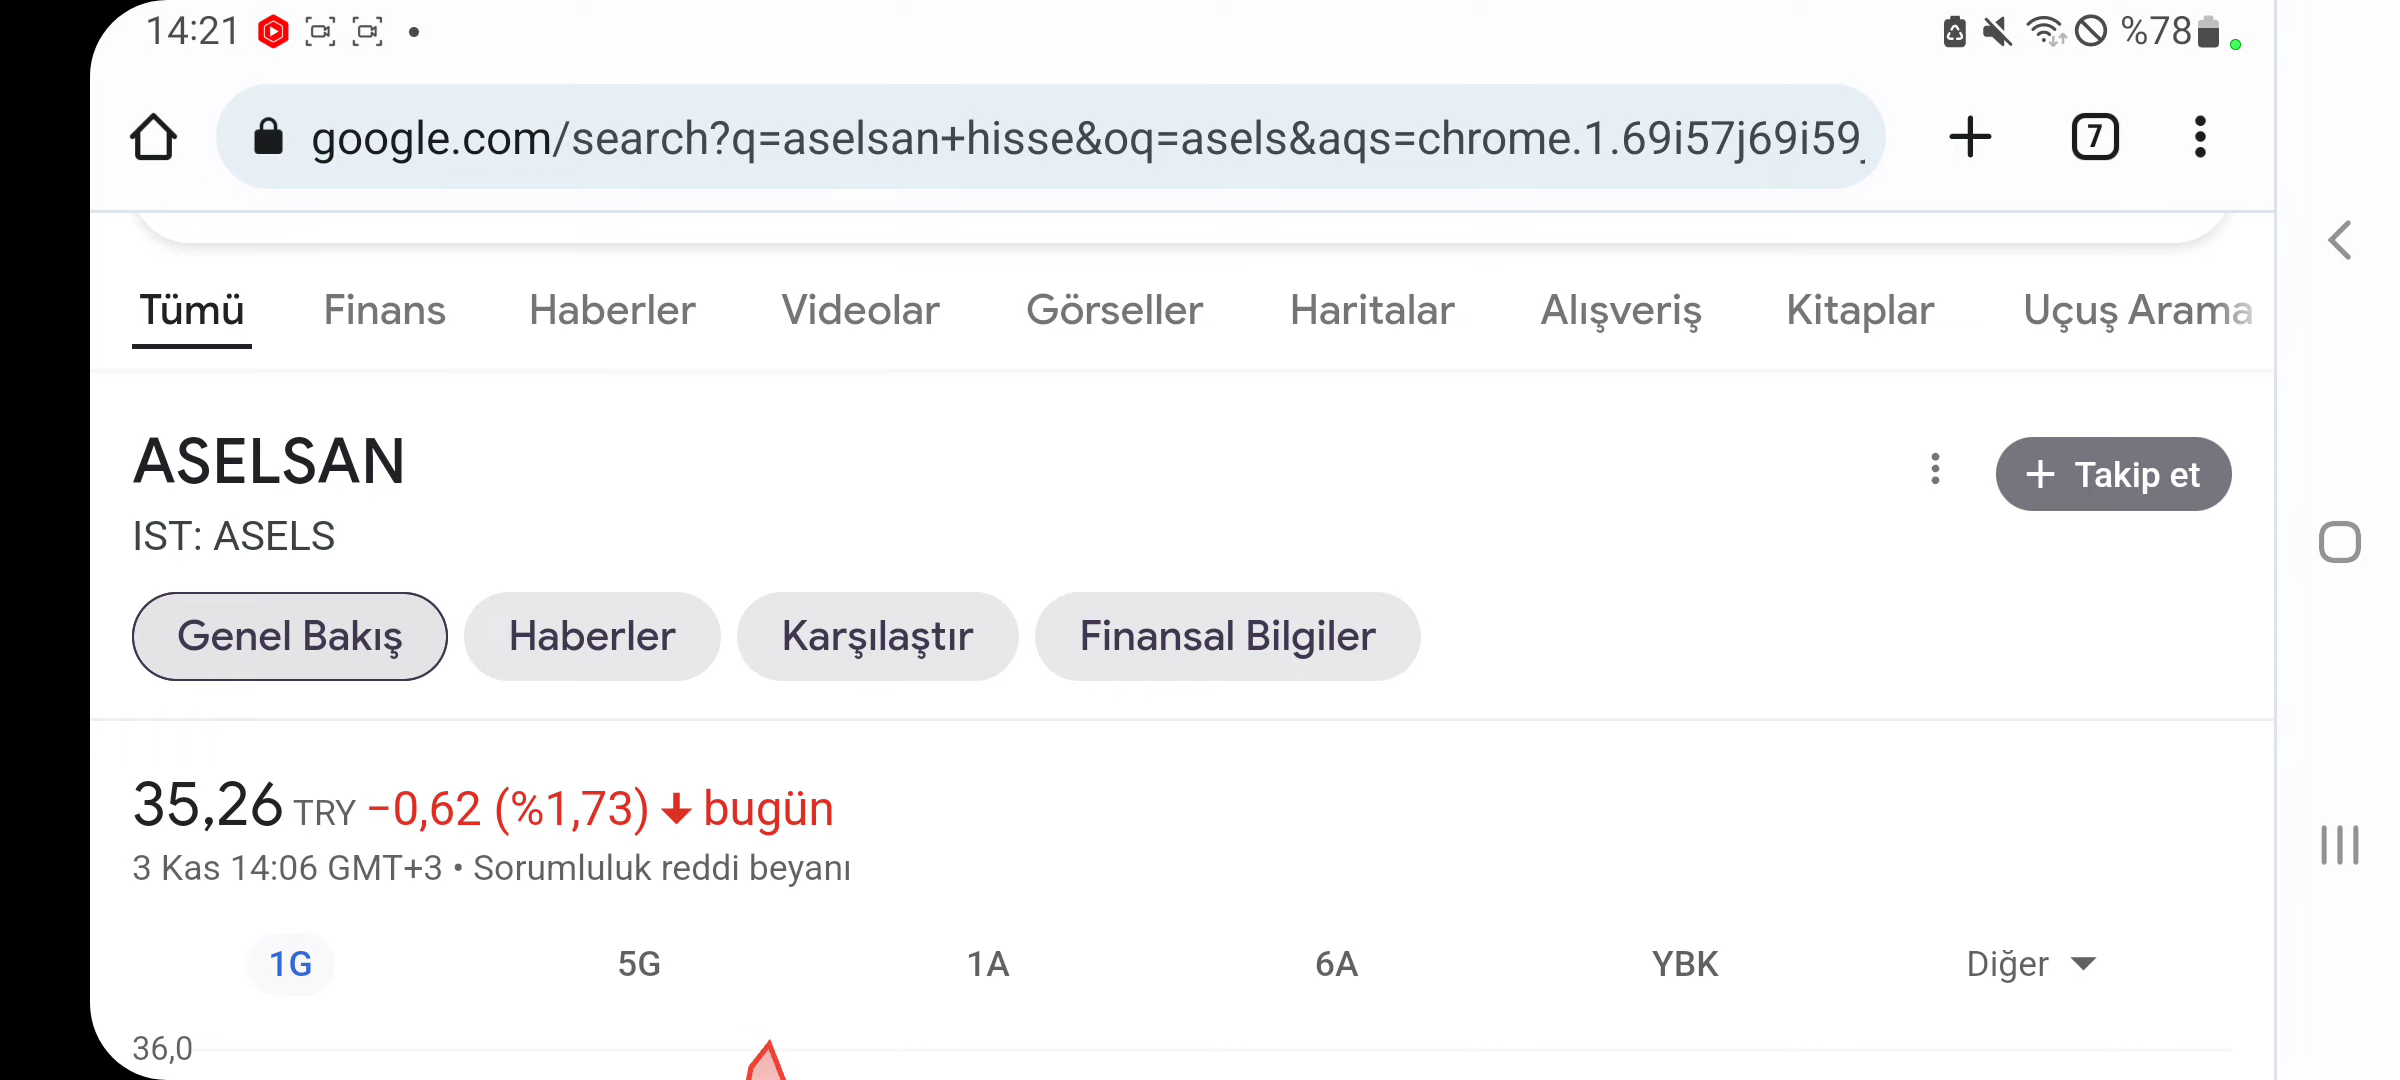 14:21 %78
google.com/search?q=aselsan+hisse&oq=asels&aqs=chrome.1.69i57j69i59 7
Tümü Finans Haberler Videolar Görseller Haritalar Alışveriş Kitaplar Uçuş Arama
ASELSAN
+ Takip et
IST: ASELS
Genel Bakış Haberler Karşılaştır Finansal Bilgiler
35,26 TRY −0,62 (%1,73) ↓ bugün
3 Kas 14:06 GMT+3 • Sorumluluk reddi beyanı
1G 5G 1A 6A YBK Diğer
36,0